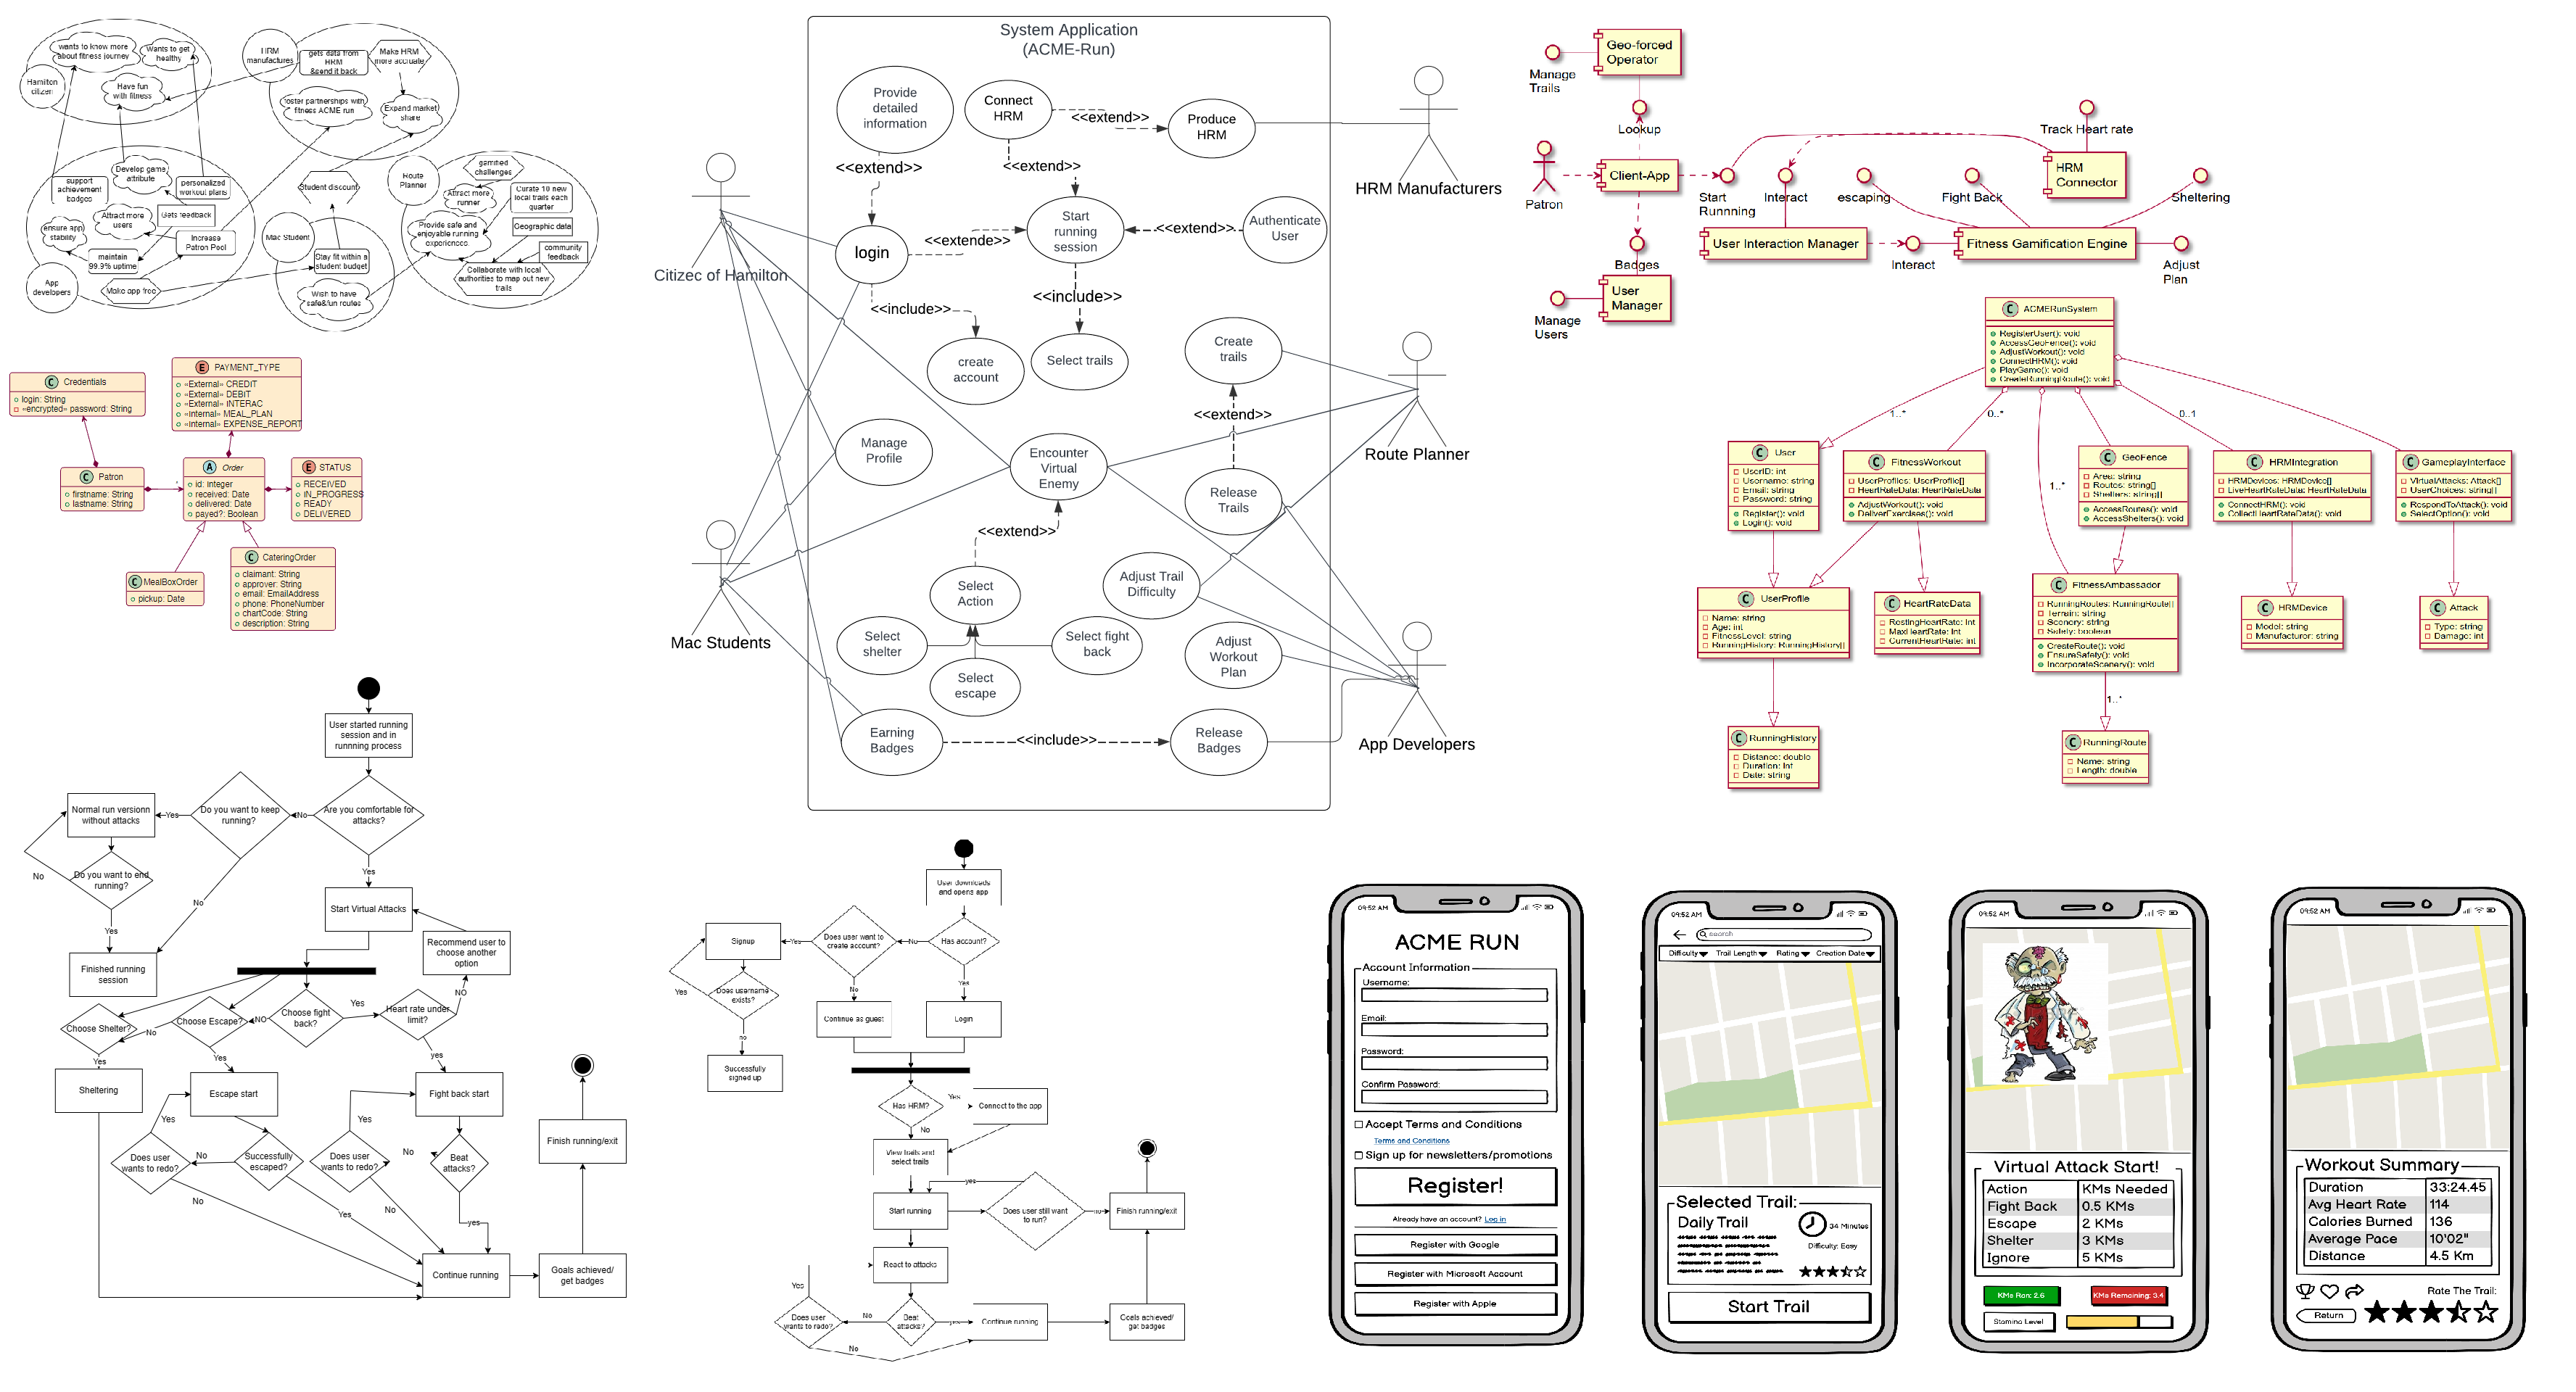 wants to know more
about fitness journey
Wants to get
healthy
Hamilton
citizen
Have fun
with fitness
HRM
manufactures
gets data from
HRM
&send it back
Make HRM
more accuate
foster partnerships with
fitness ACME run
Expand market
share
support
achievement
badges
Develop game
attribute
personalized
workout plans
Attract more
users
Gets feedback
ensure app
stability
Increase
Patron Pool
maintain
99.9% uptime
App
developers
Make app free
Student discount
Mac Student
Stay fit within a
student budget
Wish to have
safe&fun routes
Route
Planner
gamified
challenges
Attract more
runner
Curate 10 new
local trails each
quarter
Provide safe and
enjoyable running
experiences.
Geographic data
community
feedback
Collaborate with local
authorities to map out new
trails
Credentials
login: String
«encrypted» password: String
PAYMENT_TYPE
«External» CREDIT
«External» DEBIT
«External» INTERAC
«Internal» MEAL_PLAN
«Internal» EXPENSE_REPORT
Patron
firstname: String
lastname: String
Order
id: Integer
received: Date
delivered: Date
payed?: Boolean
STATUS
RECEIVED
IN_PROGRESS
READY
DELIVERED
MealBoxOrder
pickup: Date
CateringOrder
claimant: String
approver: String
email: EmailAddress
phone: PhoneNumber
chartCode: String
description: String
System Application
(ACME-Run)
Provide
detailed
information
Connect
HRM
<<extend>>
Produce
HRM
<<extend>>
<<extend>>
HRM Manufacturers
login
<<extende>>
Start
running
session
<<extend>>
Authenticate
User
Citizec of Hamilton
<<include>>
<<include>>
create
account
Select trails
Create
trails
<<extend>>
Manage
Profile
Encounter
Virtual
Enemy
Route Planner
Release
Trails
<<extend>>
Select
Action
Adjust Trail
Difficulty
Select
shelter
Select fight
back
Select
escape
Adjust
Workout
Plan
Mac Students
Earning
Badges
<<include>>
Release
Badges
App Developers
Geo-forced
Operator
Manage
Trails
Lookup
Track Heart rate
Client-App
HRM
Connector
Patron
Start
Runnning
Interact
escaping
Fight Back
Sheltering
User Interaction Manager
Interact
Fitness Gamification Engine
Adjust
Plan
Badges
User
Manager
Manage
Users
ACMERunSystem
RegisterUser(): void
AccessGeoFence(): void
AdjustWorkout(): void
ConnectHRM(): void
PlayGame(): void
CreateRunningRoute(): void
1..*
0..*
0..1
1..*
User
UserID: int
Username: string
Email: string
Password: string
Register(): void
Login(): void
FitnessWorkout
UserProfiles: UserProfile[]
HeartRateData: HeartRateData
AdjustWorkout(): void
DeliverExercises(): void
GeoFence
Area: string
Routes: string[]
Shelters: string[]
AccessRoutes(): void
AccessShelters(): void
HRMIntegration
HRMDevices: HRMDevice[]
LiveHeartRateData: HeartRateData
ConnectHRM(): void
CollectHeartRateData(): void
GameplayInterface
VirtualAttacks: Attack[]
UserChoices: string[]
RespondToAttack(): void
SelectOption(): void
UserProfile
Name: string
Age: int
FitnessLevel: string
RunningHistory: RunningHistory[]
HeartRateData
RestingHeartRate: int
MaxHeartRate: int
CurrentHeartRate: int
FitnessAmbassador
RunningRoutes: RunningRoute[]
Terrain: string
Scenery: string
Safety: boolean
CreateRoute(): void
EnsureSafety(): void
IncorporateScenery(): void
HRMDevice
Model: string
Manufacturer: string
Attack
Type: string
Damage: int
1..*
RunningHistory
Distance: double
Duration: int
Date: string
RunningRoute
Name: string
Length: double
User started running
session and in
runnning process
Normal run versionn
without attacks
Yes
Do you want to keep
running?
No
Are you comfortable for
attacks?
No
Do you want to end
running?
Yes
No
Yes
Start Virtual Attacks
Finished running
session
Recommend user to
choose another
option
NO
Choose Shelter?
No
Choose Escape?
NO
Choose fight
back?
Yes
Heart rate under
limit?
Yes
Yes
yes
Sheltering
Escape start
Fight back start
Yes
Yes
Does user
wants to redo?
No
Successfully
escaped?
Does user
wants to redo?
No
Beat
attacks?
No
Yes
No
yes
Finish running/exit
Continue running
Goals achieved/
get badges
User downloads
and opens app
Signup
Yes
Does user want to
create account?
No
Has account?
Yes
Does username
exists?
No
Yes
Continue as guest
Login
no
Successfully
signed up
Has HRM?
Yes
Connect to the app
No
View trails and
select trails
yes
Start running
Does user still want
to run?
no
Finish running/exit
React to attacks
Yes
Does user
wants to redo?
No
Beat
attacks?
yes
Continue running
Goals achieved/
get badges
No
09:52 AM
ACME RUN
Account Information
Username:
Email:
Password:
Confirm Password:
Accept Terms and Conditions
Terms and Conditions
Sign up for newsletters/promotions
Register!
Already have an account? Log in
Register with Google
Register with Microsoft Account
Register with Apple
09:52 AM
search
Difficulty Trail Length Rating Creation Date
Selected Trail:
Daily Trail
34 Minutes
Difficulty: Easy
Start Trail
09:52 AM
Virtual Attack Start!
Action KMs Needed
Fight Back 0.5 KMs
Escape 2 KMs
Shelter 3 KMs
Ignore 5 KMs
KMs Ran: 2.6
KMs Remaining: 3.4
Stamina Level
09:52 AM
Workout Summary
Duration 33:24.45
Avg Heart Rate 114
Calories Burned 136
Average Pace 10'02"
Distance 4.5 Km
Rate The Trail:
Return